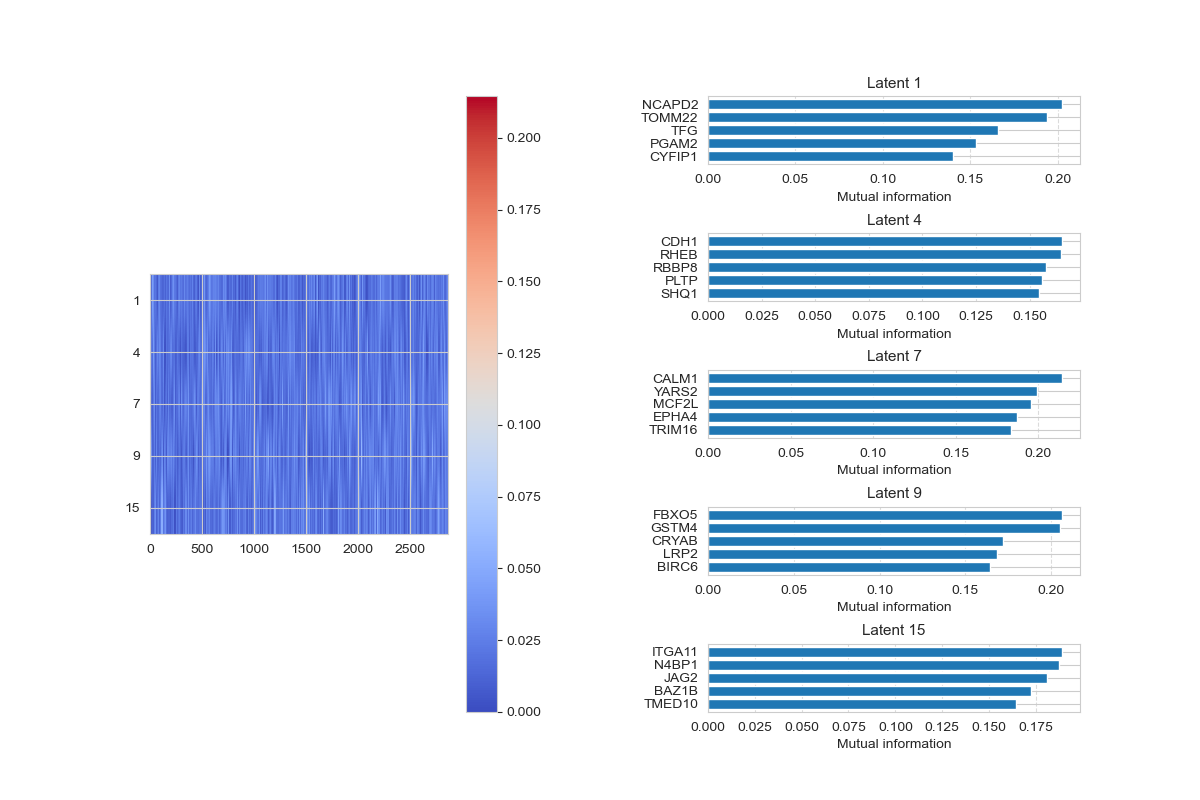 1
4
7
9
15
0 500 1000 1500 2000 2500
0.200
0.175
0.150
0.125
0.100
0.075
0.050
0.025
0.000
Latent 1
NCAPD2
TOMM22
TFG
PGAM2
CYFIP1
0.00 0.05 0.10 0.15 0.20
Mutual information
Latent 4
CDH1
RHEB
RBBP8
PLTP
SHQ1
0.000 0.025 0.050 0.075 0.100 0.125 0.150
Mutual information
Latent 7
CALM1
YARS2
MCF2L
EPHA4
TRIM16
0.00 0.05 0.10 0.15 0.20
Mutual information
Latent 9
FBXO5
GSTM4
CRYAB
LRP2
BIRC6
0.00 0.05 0.10 0.15 0.20
Mutual information
Latent 15
ITGA11
N4BP1
JAG2
BAZ1B
TMED10
0.000 0.025 0.050 0.075 0.100 0.125 0.150 0.175
Mutual information